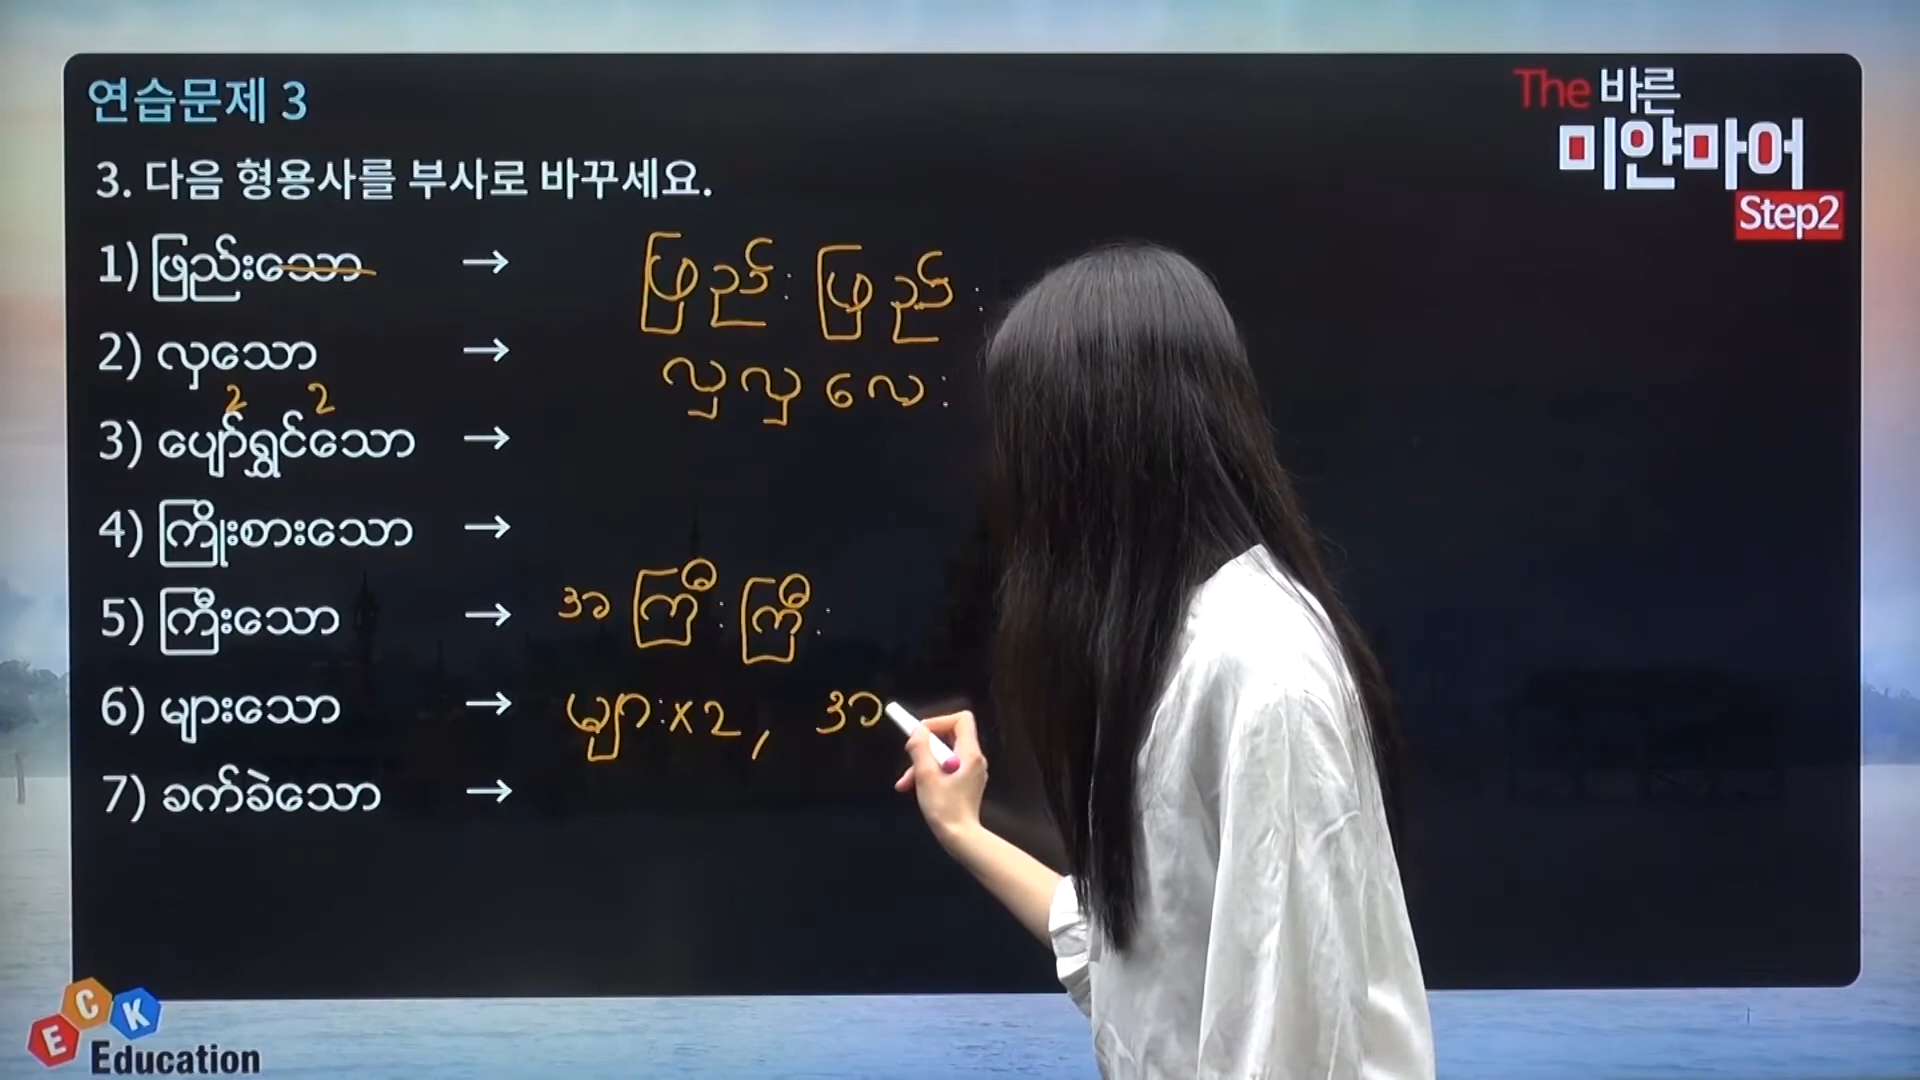 연습문제 3
The 바른
미얀마어
Step2
3. 다음 형용사를 부사로 바꾸세요.
1) ဖြည်းသော → ဖြည်းဖြည်း
2) လှသော → လှလှလေး
2 2
3) ပျော်ရွှင်သော →
4) ကြိုးစားသော →
5) ကြီးသော → အကြီးကြီး
6) များသော → များx2, အ
7) ခက်ခဲသော →
ECK
Education